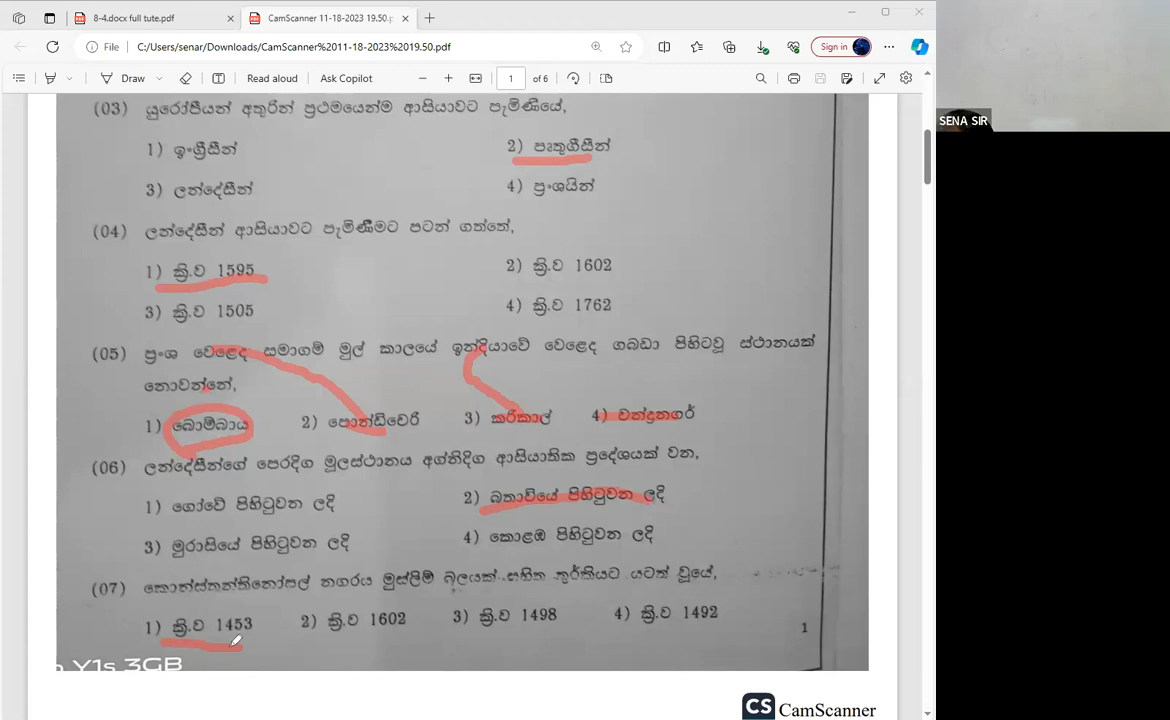 8-4.docx full tute.pdf
CamScanner 11-18-2023 19.50.p
File C:/Users/senar/Downloads/CamScanner%2011-18-2023%2019.50.pdf
Sign in
Draw Read aloud Ask Copilot 1 of 6
SENA SIR
(03) යුරෝපීයන් අතුරින් ප්‍රථමයෙන්ම ආසියාවට පැමිණියේ,
1) ඉංග්‍රීසීන් 2) පෘතුගීසීන්
3) ලන්දේසීන් 4) ප්‍රංශයින්
(04) ලන්දේසීන් ආසියාවට පැමිණීමට පටන් ගත්තේ,
1) ක්‍රි.ව 1595 2) ක්‍රි.ව 1602
3) ක්‍රි.ව 1505 4) ක්‍රි.ව 1762
(05) ප්‍රංශ වෙළෙද සමාගම් මුල් කාලයේ ඉන්දියාවේ වෙළෙද ගබඩා පිහිටවූ ස්ථානයක්
නොවන්නේ,
1) බොම්බාය 2) පොන්ඩිචෙරි 3) කරිකාල් 4) චන්ද්‍රනගර්
(06) ලන්දේසීන්ගේ පෙරදිග මූලස්ථානය අග්නිදිග ආසියාතික ප්‍රදේශයක් වන,
1) ගෝවේ පිහිටුවන ලදි 2) බතාවියේ පිහිටුවන ලදි
3) මුරාසියේ පිහිටුවන ලදි 4) කොළඹ පිහිටුවන ලදි
(07) කොන්ස්තන්තිනෝපල් නගරය මුස්ලිම් බලයක් සහිත තුර්කියට යටත් වූයේ,
1) ක්‍රි.ව 1453 2) ක්‍රි.ව 1602 3) ක්‍රි.ව 1498 4) ක්‍රි.ව 1492
1
Y1s 3GB
CS CamScanner